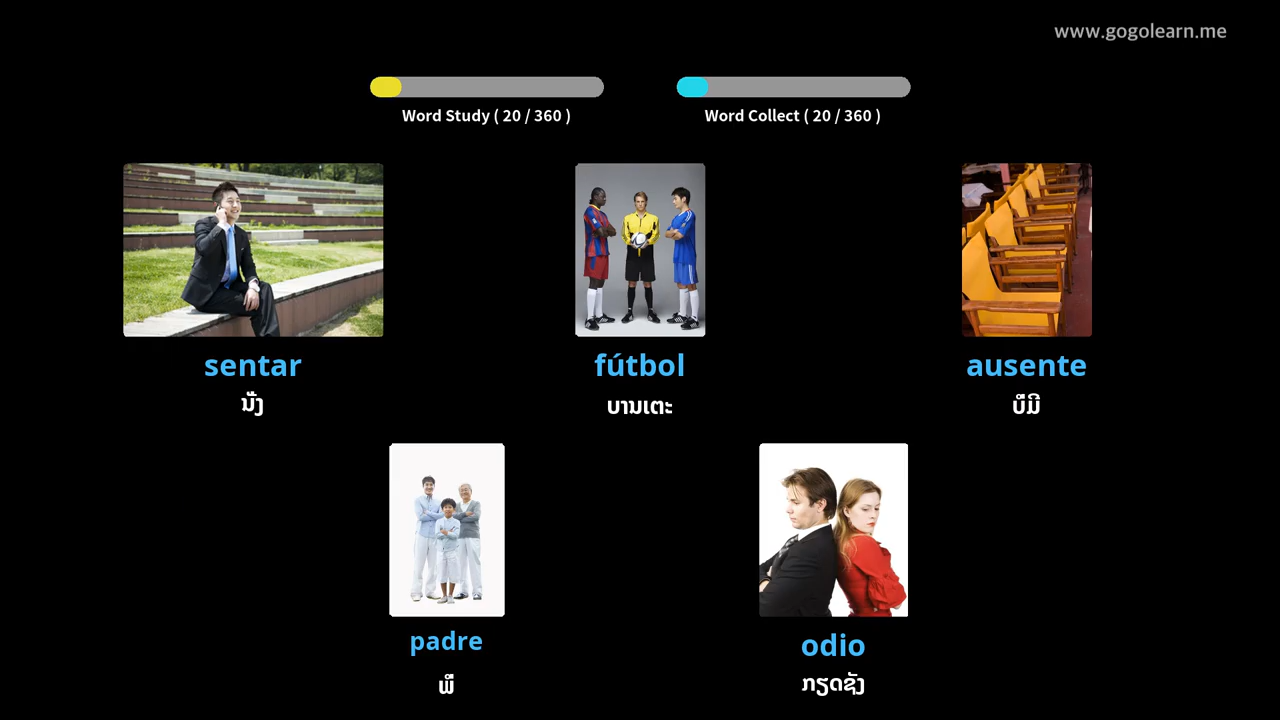 www.gogolearn.me
Word Study ( 20 / 360 )
Word Collect ( 20 / 360 )
sentar
ນັ່ງ
fútbol
ບານເຕະ
ausente
ບໍ່ມີ
padre
ພໍ່
odio
ກຽດຊັງ